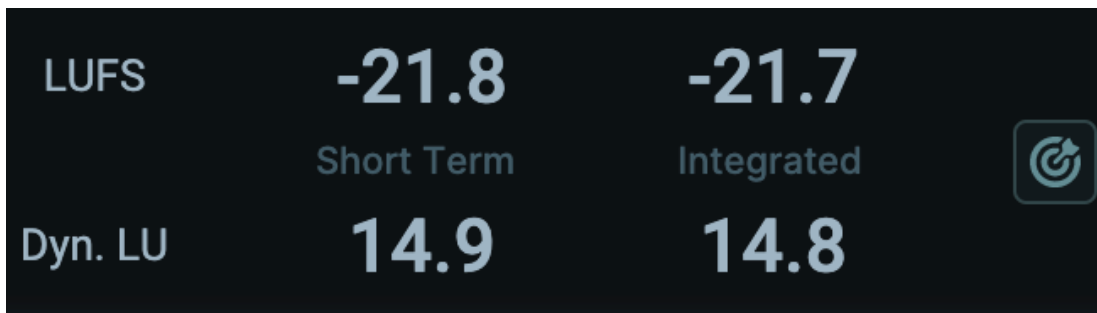 LUFS -21.8 -21.7
Short Term Integrated
Dyn. LU 14.9 14.8